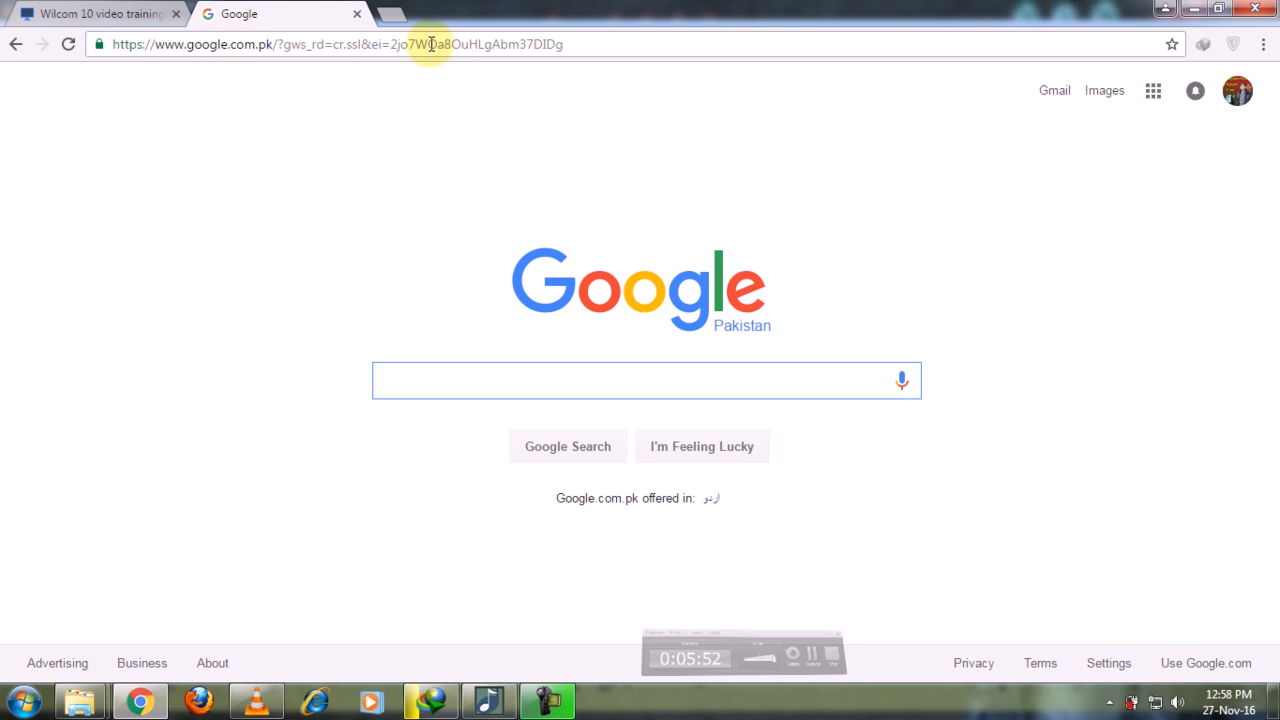 Wilcom 10 video training
Google
https://www.google.com.pk/?gws_rd=cr,ssl&ei=2jo7WDa8OuHLgAbm37DIDg
Gmail Images
Google
Pakistan
Google Search I'm Feeling Lucky
Google.com.pk offered in: اردو
0:05:52
Advertising Business About
Privacy Terms Settings Use Google.com
12:58 PM
27-Nov-16